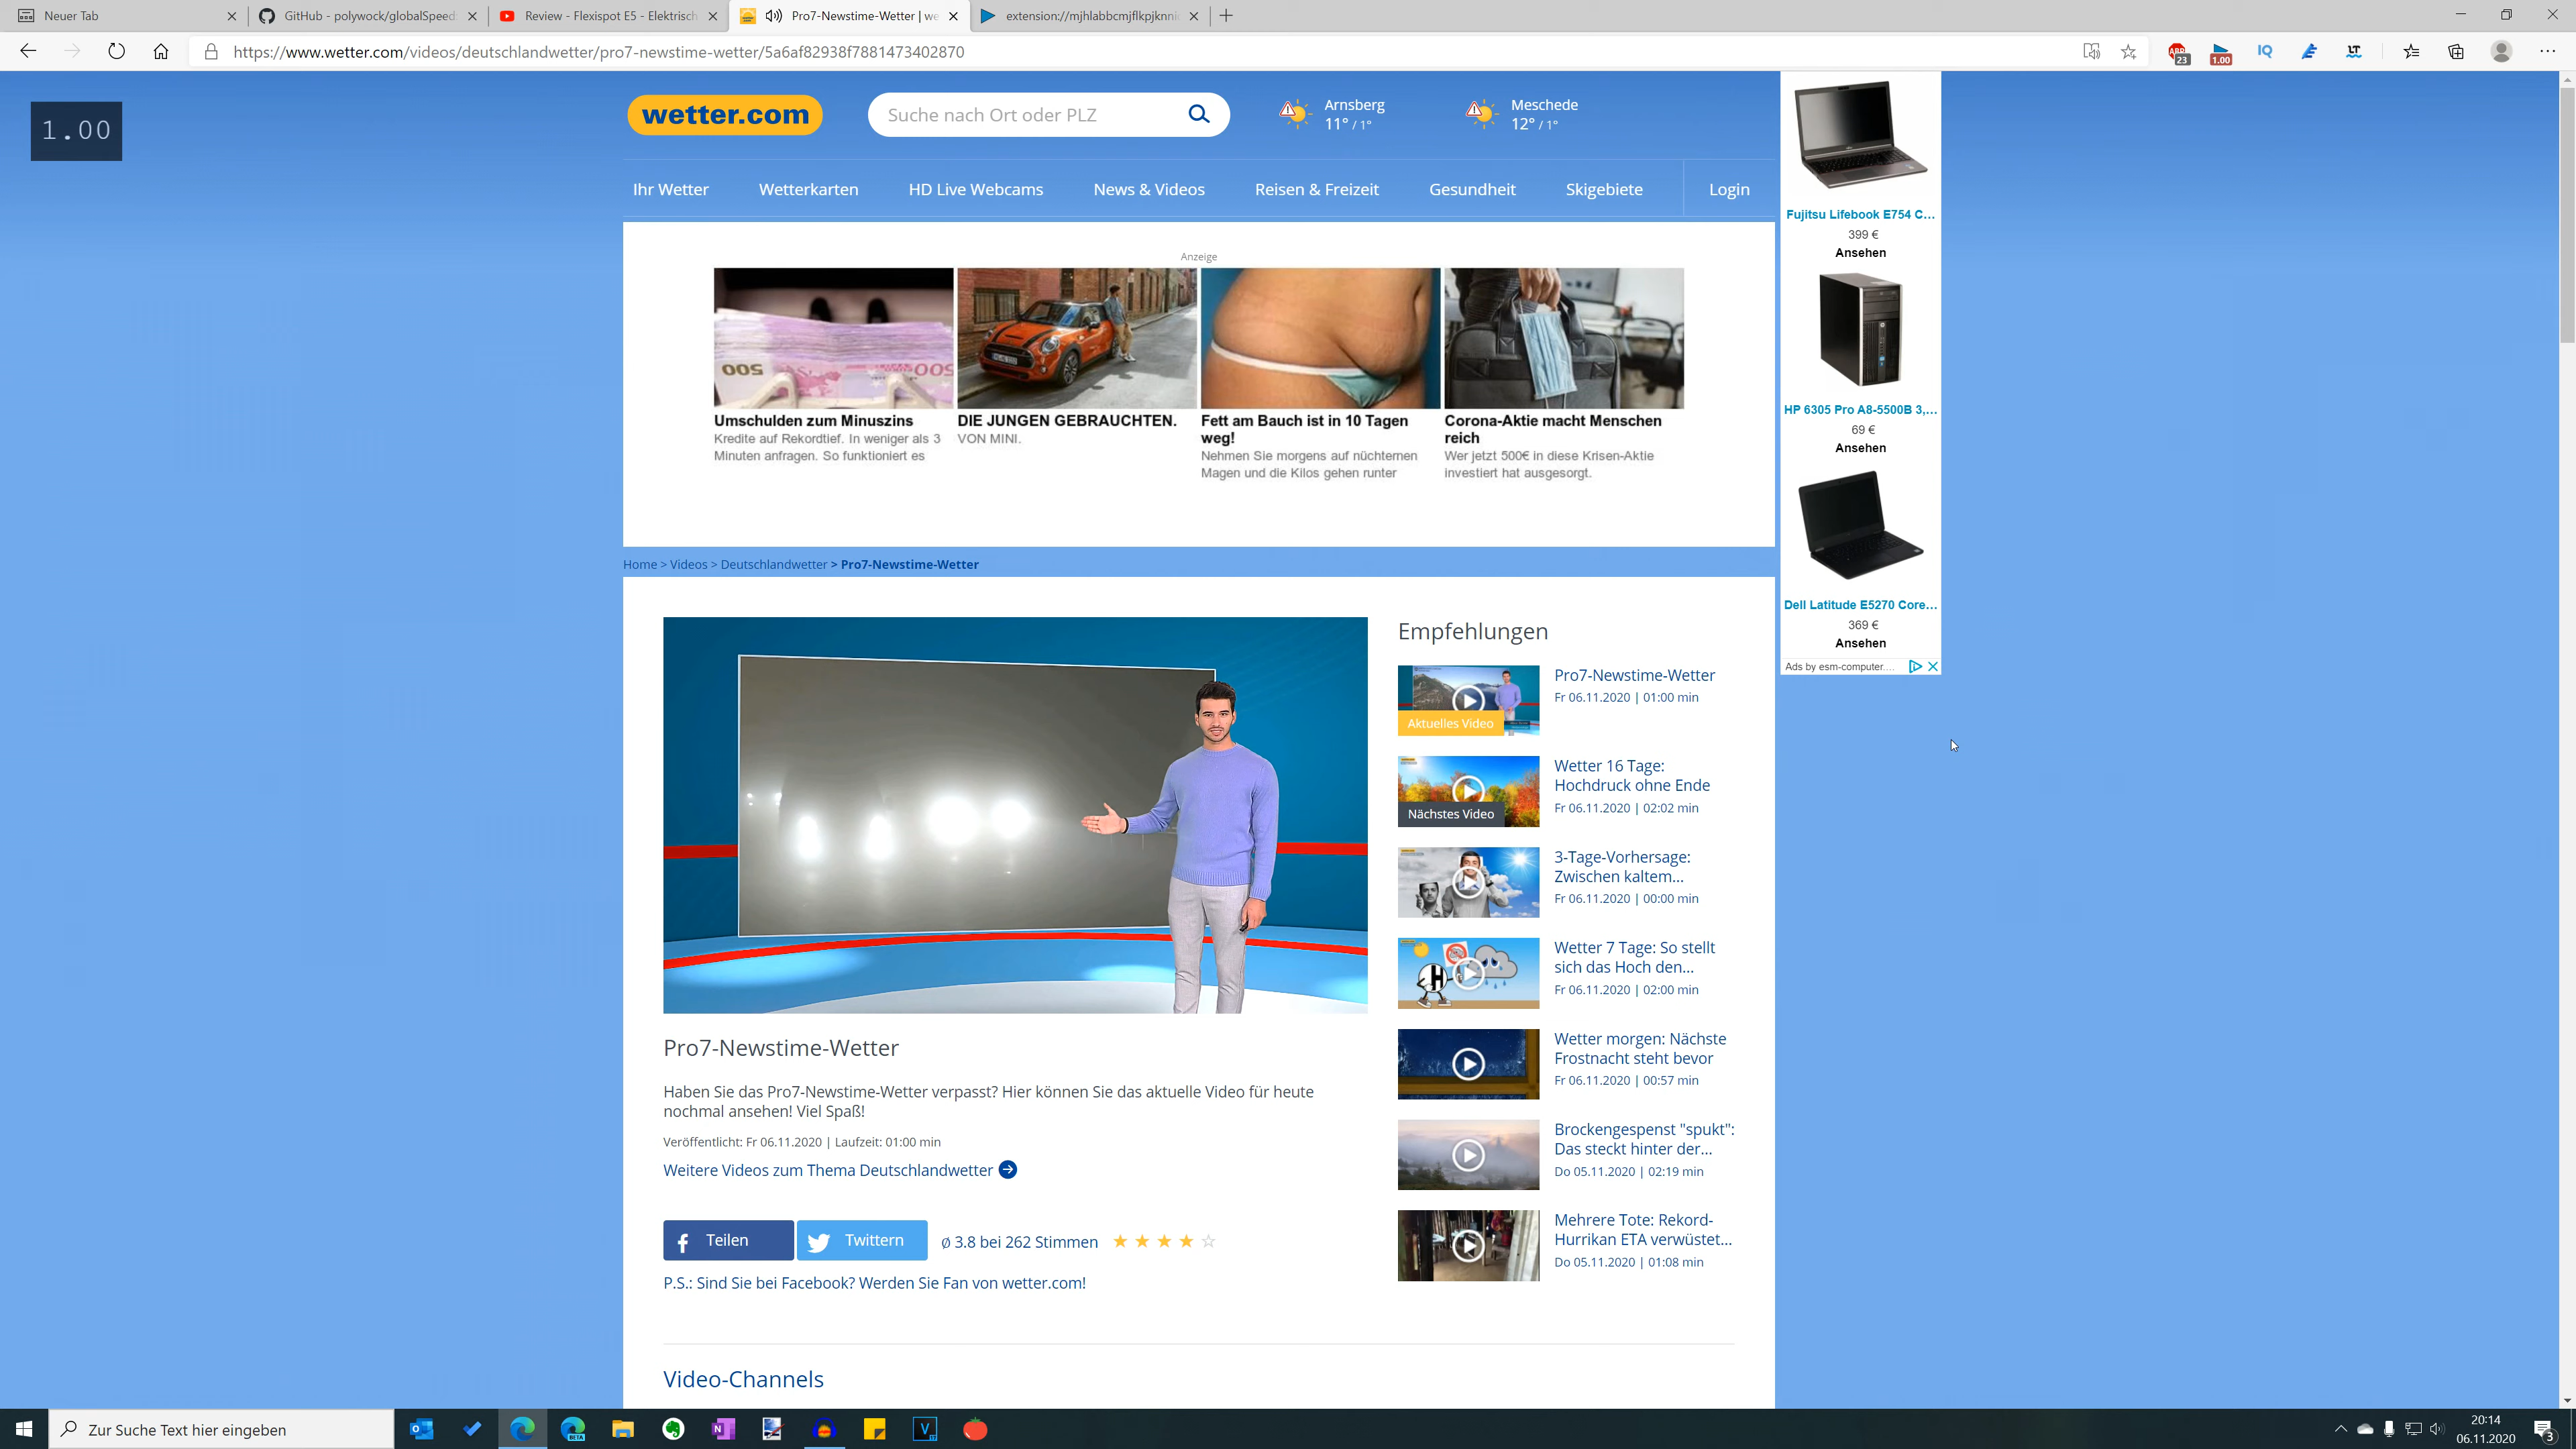 Neuer Tab
GitHub - polywock/globalSpeed:
Review - Flexispot E5 - Elektrisch
Pro7-Newstime-Wetter | we
extension://mjhlabbcmjflkpjknnic
https://www.wetter.com/videos/deutschlandwetter/pro7-newstime-wetter/5a6af82938f7881473402870
ABP
23
1.00
IQ
LT
1.00
wetter.com
Suche nach Ort oder PLZ
Arnsberg
11° / 1°
Meschede
12° / 1°
Ihr Wetter
Wetterkarten
HD Live Webcams
News & Videos
Reisen & Freizeit
Gesundheit
Skigebiete
Login
Anzeige
Umschulden zum Minuszins
Kredite auf Rekordtief. In weniger als 3
Minuten anfragen. So funktioniert es
DIE JUNGEN GEBRAUCHTEN.
VON MINI.
Fett am Bauch ist in 10 Tagen
weg!
Nehmen Sie morgens auf nüchternen
Magen und die Kilos gehen runter
Corona-Aktie macht Menschen
reich
Wer jetzt 500€ in diese Krisen-Aktie
investiert hat ausgesorgt.
Fujitsu Lifebook E754 C...
399 €
Ansehen
HP 6305 Pro A8-5500B 3,...
69 €
Ansehen
Dell Latitude E5270 Core...
369 €
Ansehen
Ads by esm-computer....
Home > Videos > Deutschlandwetter > Pro7-Newstime-Wetter
Empfehlungen
Pro7-Newstime-Wetter
Fr 06.11.2020 | 01:00 min
Aktuelles Video
Wetter 16 Tage:
Hochdruck ohne Ende
Fr 06.11.2020 | 02:02 min
Nächstes Video
3-Tage-Vorhersage:
Zwischen kaltem...
Fr 06.11.2020 | 00:00 min
Wetter 7 Tage: So stellt
sich das Hoch den...
Fr 06.11.2020 | 02:00 min
H
Wetter morgen: Nächste
Frostnacht steht bevor
Fr 06.11.2020 | 00:57 min
Brockengespenst "spukt":
Das steckt hinter der...
Do 05.11.2020 | 02:19 min
Mehrere Tote: Rekord-
Hurrikan ETA verwüstet...
Do 05.11.2020 | 01:08 min
Pro7-Newstime-Wetter
Haben Sie das Pro7-Newstime-Wetter verpasst? Hier können Sie das aktuelle Video für heute
nochmal ansehen! Viel Spaß!
Veröffentlicht: Fr 06.11.2020 | Laufzeit: 01:00 min
Weitere Videos zum Thema Deutschlandwetter
Teilen
Twittern
ø 3.8 bei 262 Stimmen
P.S.: Sind Sie bei Facebook? Werden Sie Fan von wetter.com!
Video-Channels
Zur Suche Text hier eingeben
BETA
20:14
06.11.2020
3